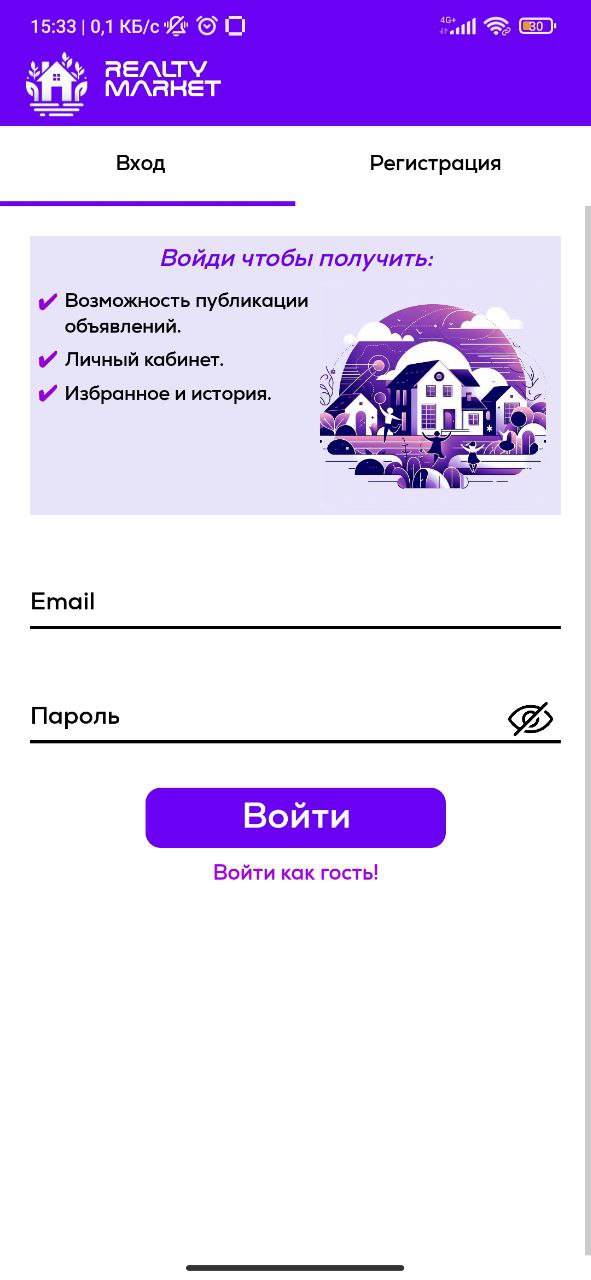 15:33 | 0,1 КБ/с
4G+
30
REALTY
MARKET
Вход
Регистрация
Войди чтобы получить:
Возможность публикации
объявлений.
Личный кабинет.
Избранное и история.
Email
Пароль
Войти
Войти как гость!